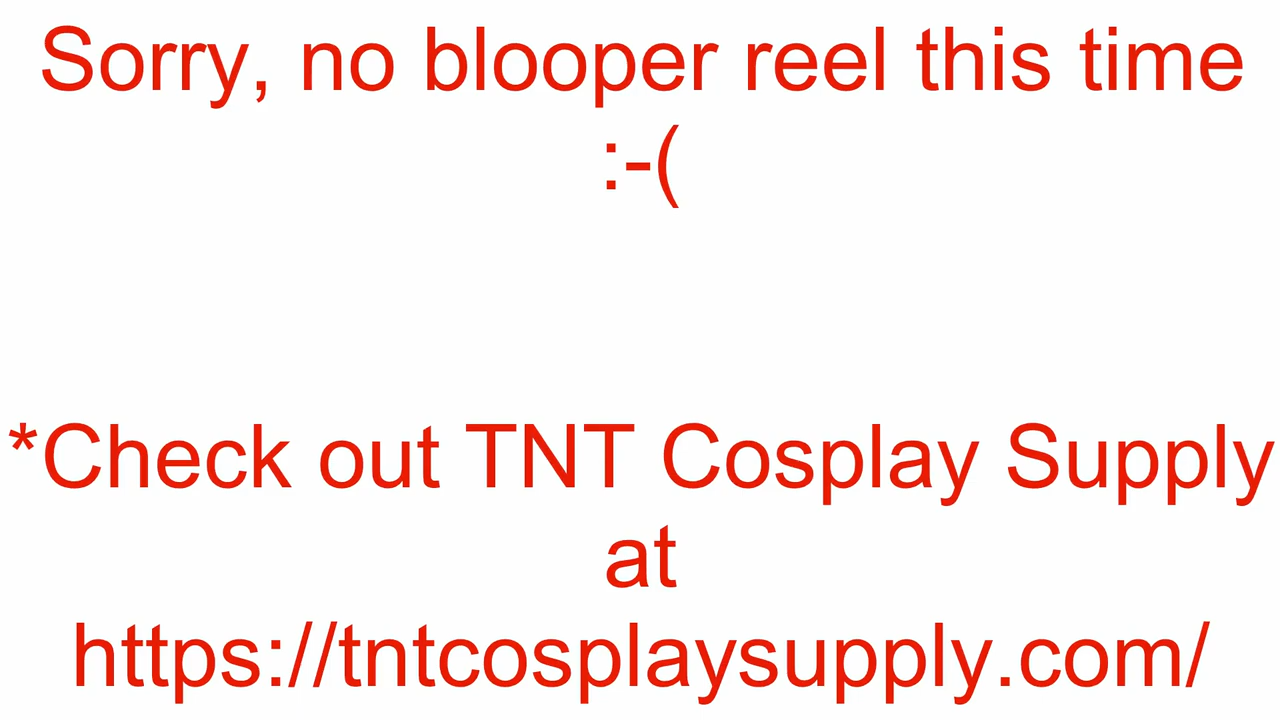 Sorry, no blooper reel this time
:-(
*Check out TNT Cosplay Supply
at
https://tntcosplaysupply.com/